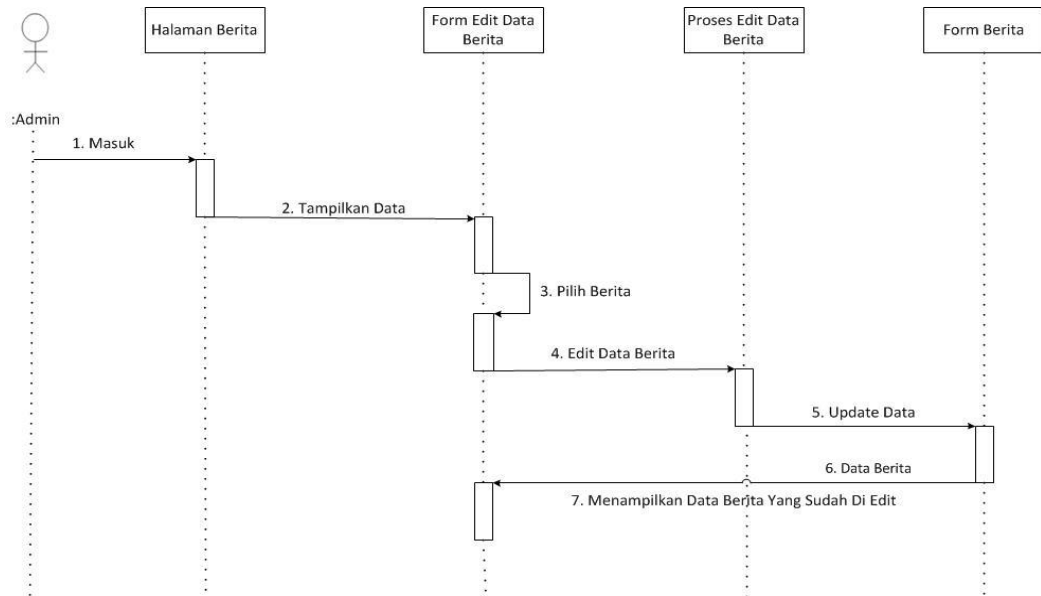 Halaman Berita
Form Edit Data
Berita
Proses Edit Data
Berita
Form Berita
:Admin
1. Masuk
2. Tampilkan Data
3. Pilih Berita
4. Edit Data Berita
5. Update Data
6. Data Berita
7. Menampilkan Data Berita Yang Sudah Di Edit